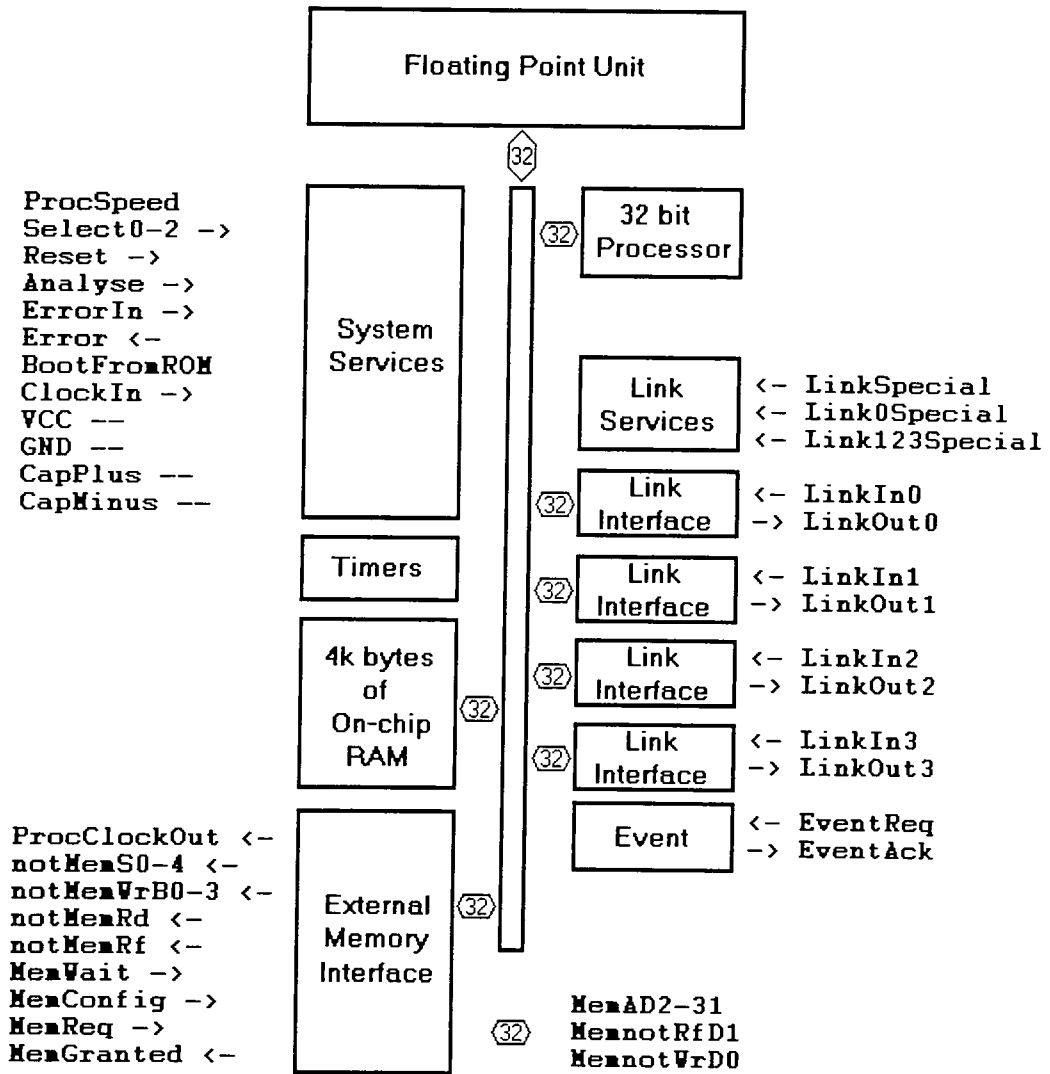 Floating Point Unit
32
ProcSpeed
Select0-2 ->
Reset ->
Analyse ->
ErrorIn ->
Error <-
BootFromROM
ClockIn ->
VCC --
GND --
CapPlus --
CapMinus --
System
Services
32
32 bit
Processor
Link
Services
<- LinkSpecial
<- Link0Special
<- Link123Special
32
Link
Interface
<- LinkIn0
-> LinkOut0
Timers
32
Link
Interface
<- LinkIn1
-> LinkOut1
4k bytes
of
On-chip
RAM
32
32
Link
Interface
<- LinkIn2
-> LinkOut2
32
Link
Interface
<- LinkIn3
-> LinkOut3
Event
<- EventReq
-> EventAck
ProcClockOut <-
notMemS0-4 <-
notMemWrB0-3 <-
notMemRd <-
notMemRf <-
MemWait ->
MemConfig ->
MemReq ->
MemGranted <-
External
Memory
Interface
32
32
MemAD2-31
MemnotRfD1
MemnotWrD0